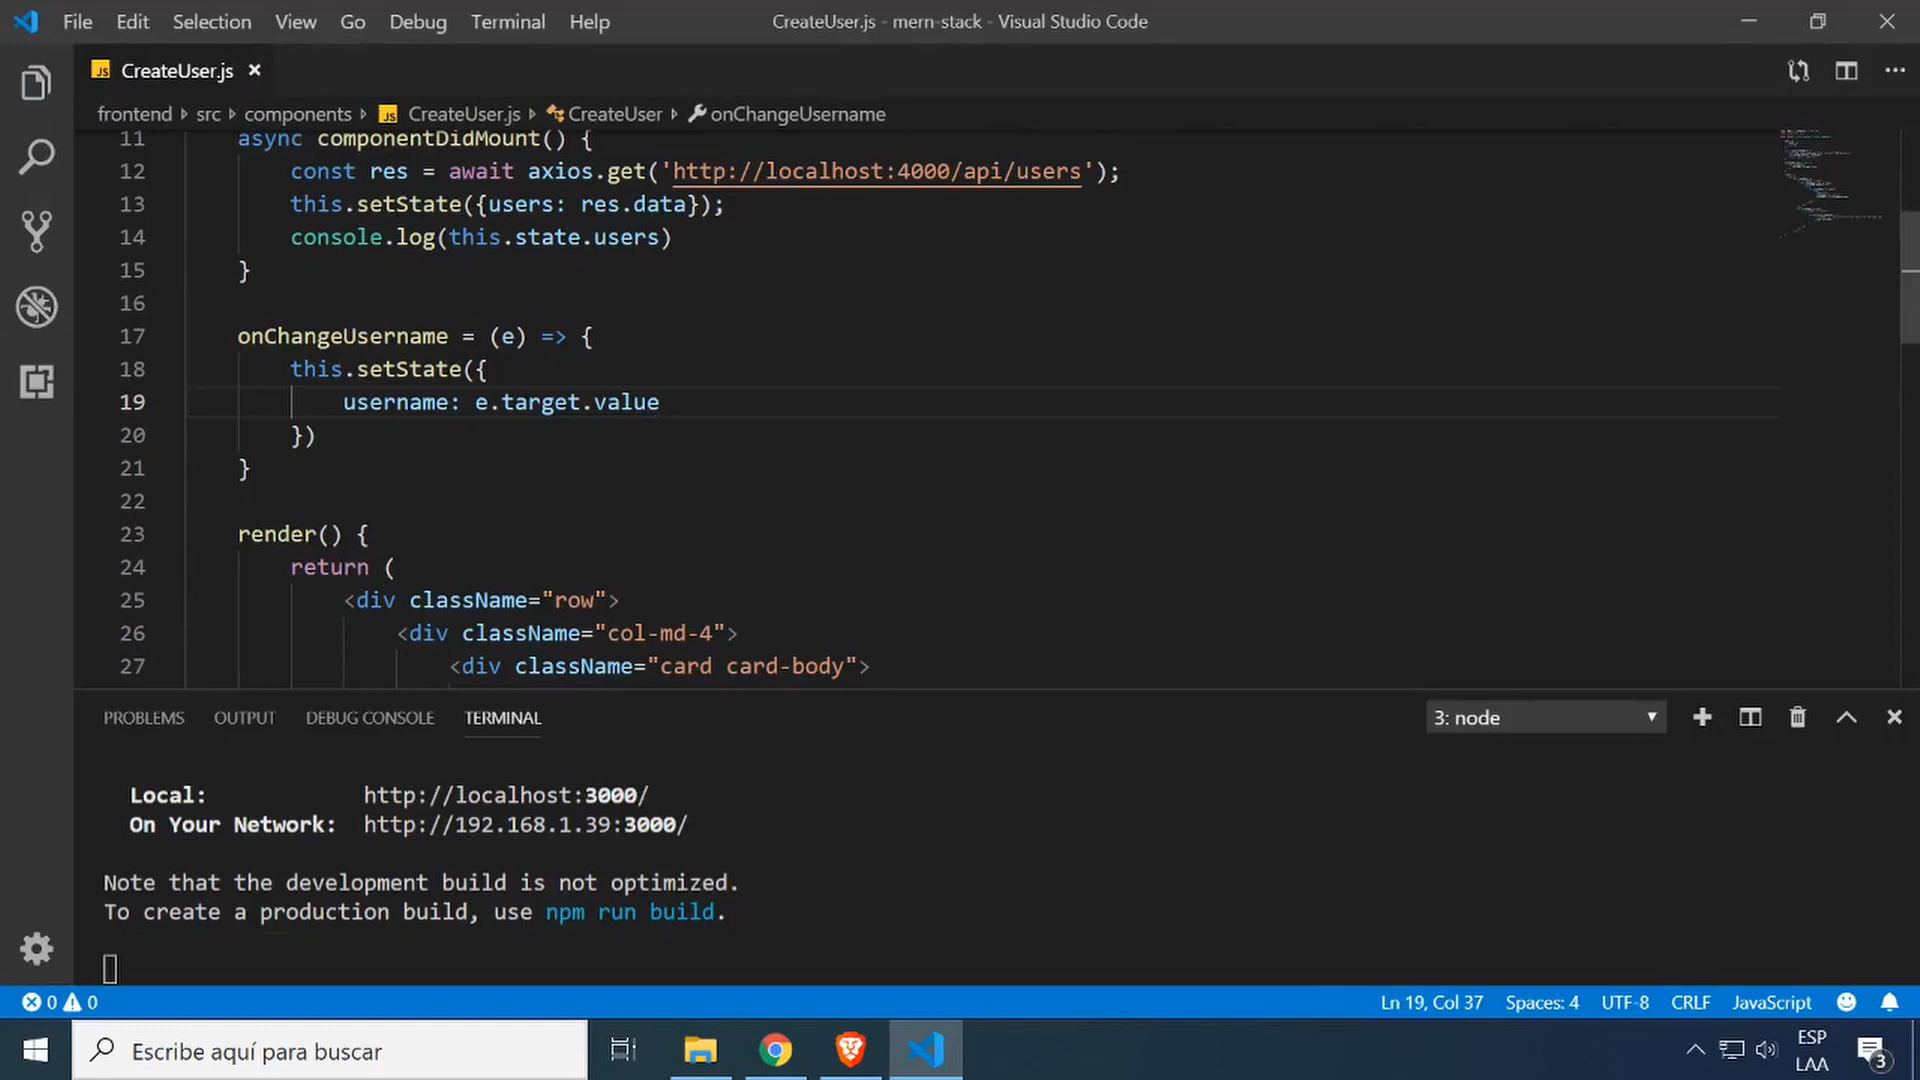 File Edit Selection View Go Debug Terminal Help CreateUser.js - mern-stack - Visual Studio Code
JS CreateUser.js
frontend src components JS CreateUser.js CreateUser onChangeUsername
11 async componentDidMount() {
12 const res = await axios.get('http://localhost:4000/api/users');
13 this.setState({users: res.data});
14 console.log(this.state.users)
15 }
16
17 onChangeUsername = (e) => {
18 this.setState({
19 username: e.target.value
20 })
21 }
22
23 render() {
24 return (
25 <div className="row">
26 <div className="col-md-4">
27 <div className="card card-body">
PROBLEMS OUTPUT DEBUG CONSOLE TERMINAL 3: node
Local: http://localhost:3000/
On Your Network: http://192.168.1.39:3000/
Note that the development build is not optimized.
To create a production build, use npm run build.
0 0 Ln 19, Col 37 Spaces: 4 UTF-8 CRLF JavaScript
Escribe aquí para buscar
ESP
LAA
3